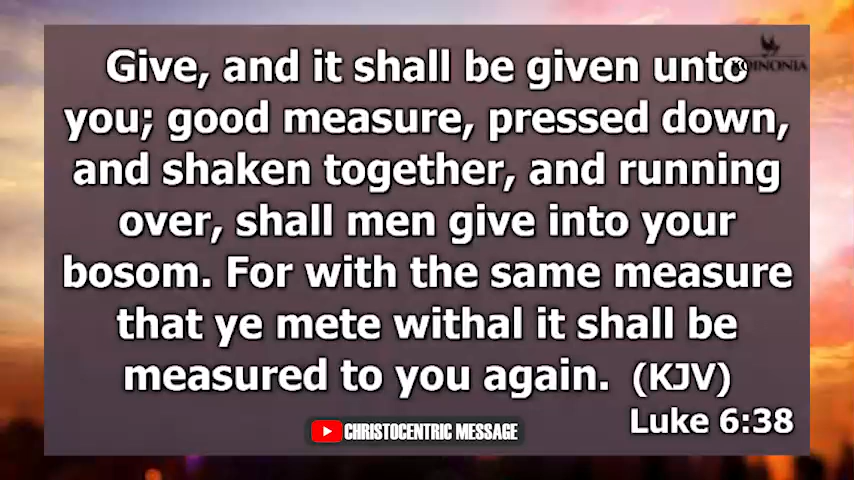 Give, and it shall be given unto
KOINONIA
you; good measure, pressed down,
and shaken together, and running
over, shall men give into your
bosom. For with the same measure
that ye mete withal it shall be
measured to you again. (KJV)
Luke 6:38
CHRISTOCENTRIC MESSAGE